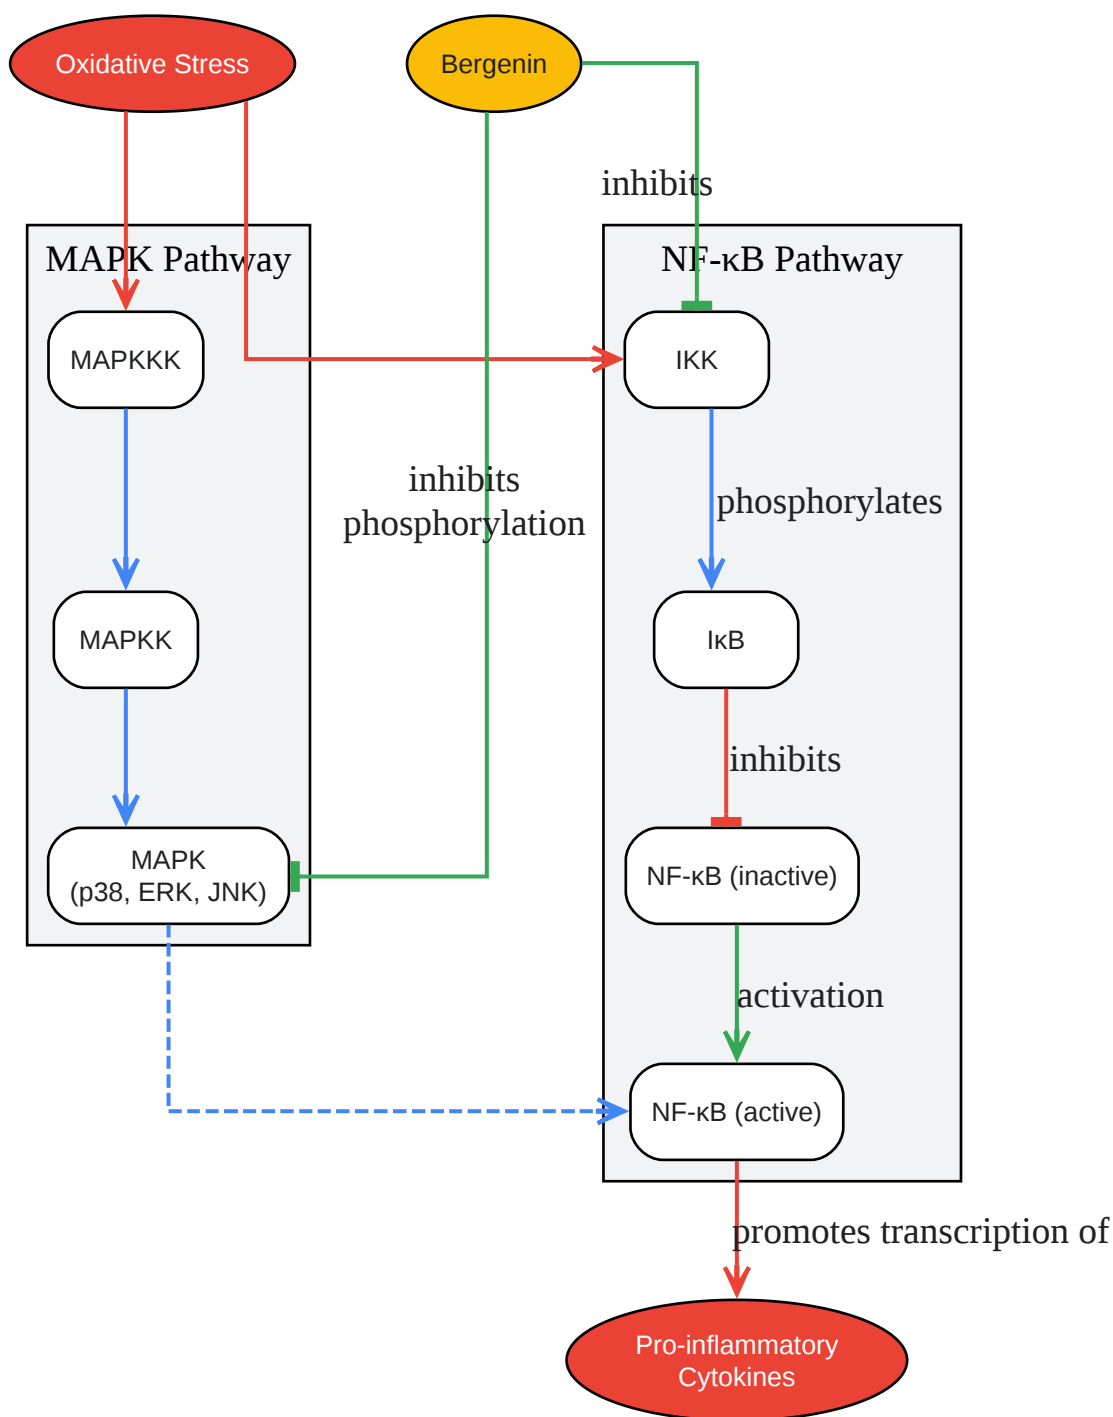 Oxidative Stress
Bergenin
inhibits
MAPK Pathway
NF-κB Pathway
MAPKKK
IKK
inhibits
phosphorylation
phosphorylates
MAPKK
IκB
inhibits
MAPK
(p38, ERK, JNK)
NF-κB (inactive)
activation
NF-κB (active)
promotes transcription of
Pro-inflammatory
Cytokines